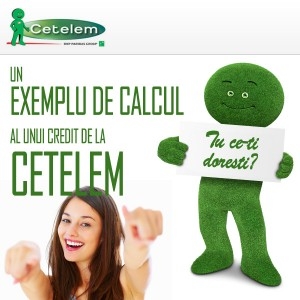 Cetelem
BNP PARIBAS GROUP
UN
EXEMPLU DE CALCUL
AL UNUI CREDIT DE LA
CETELEM
Tu ce-ti
doresti?